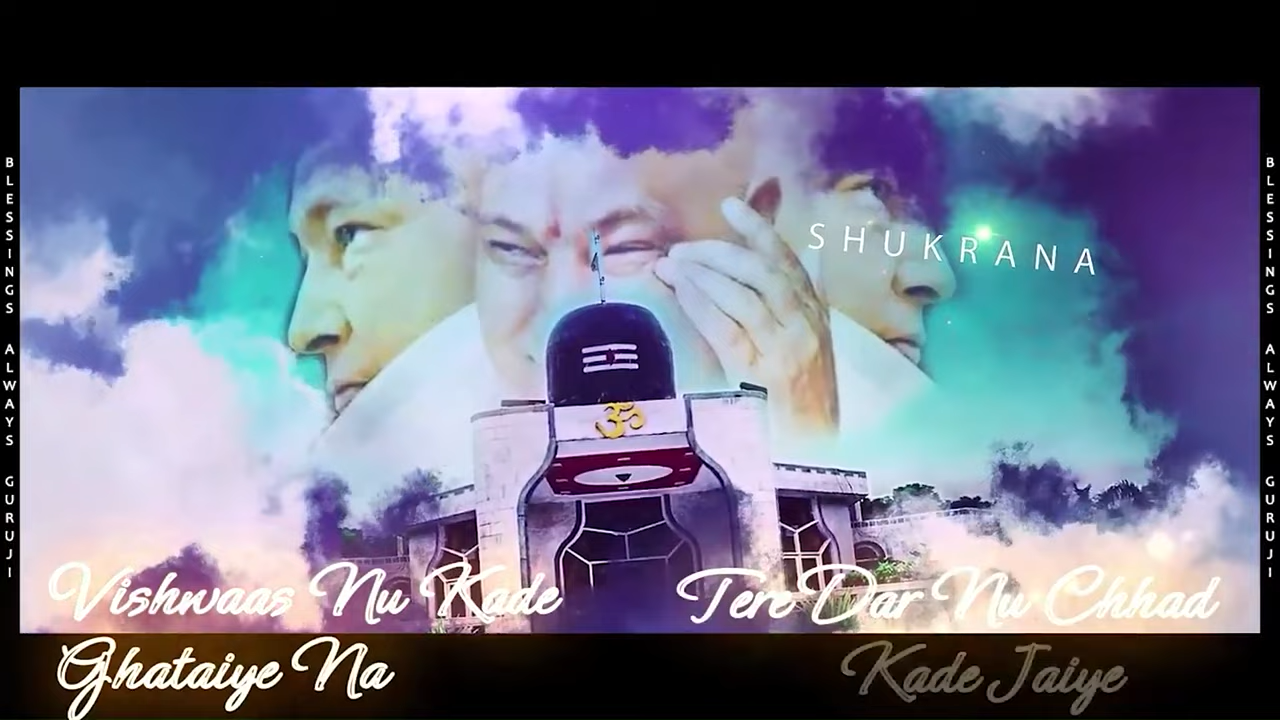 BLESSINGS ALWAYS GURUJI
SHUKRANA
ॐ
Vishwaas Nu Kade
Ghataiye Na
Tere Dar Nu Chhad
Kade Jaiye
BLESSINGS ALWAYS GURUJI